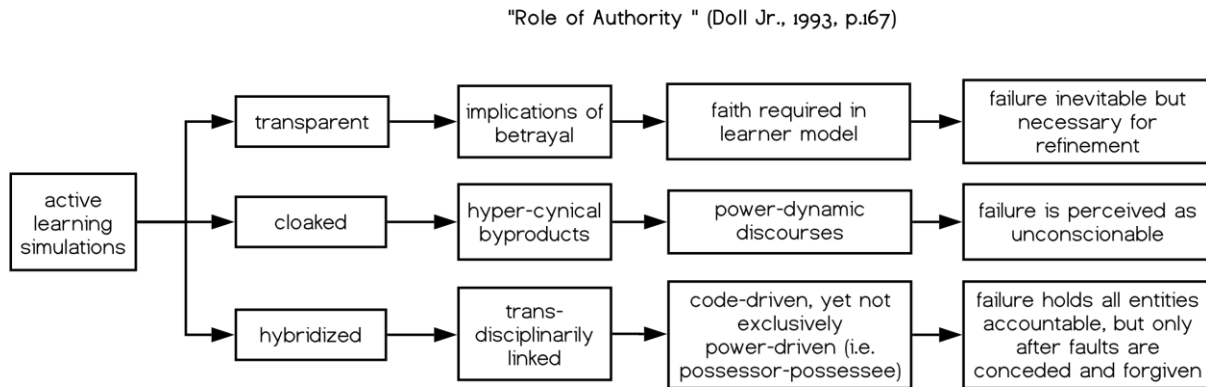 "Role of Authority " (Doll Jr., 1993, p.167)
active
learning
simulations
transparent
implications of
betrayal
faith required in
learner model
failure inevitable but
necessary for
refinement
cloaked
hyper-cynical
byproducts
power-dynamic
discourses
failure is perceived as
unconscionable
hybridized
trans-
disciplinarily
linked
code-driven, yet not
exclusively
power-driven (i.e.
possessor-possessee)
failure holds all entities
accountable, but only
after faults are
conceded and forgiven